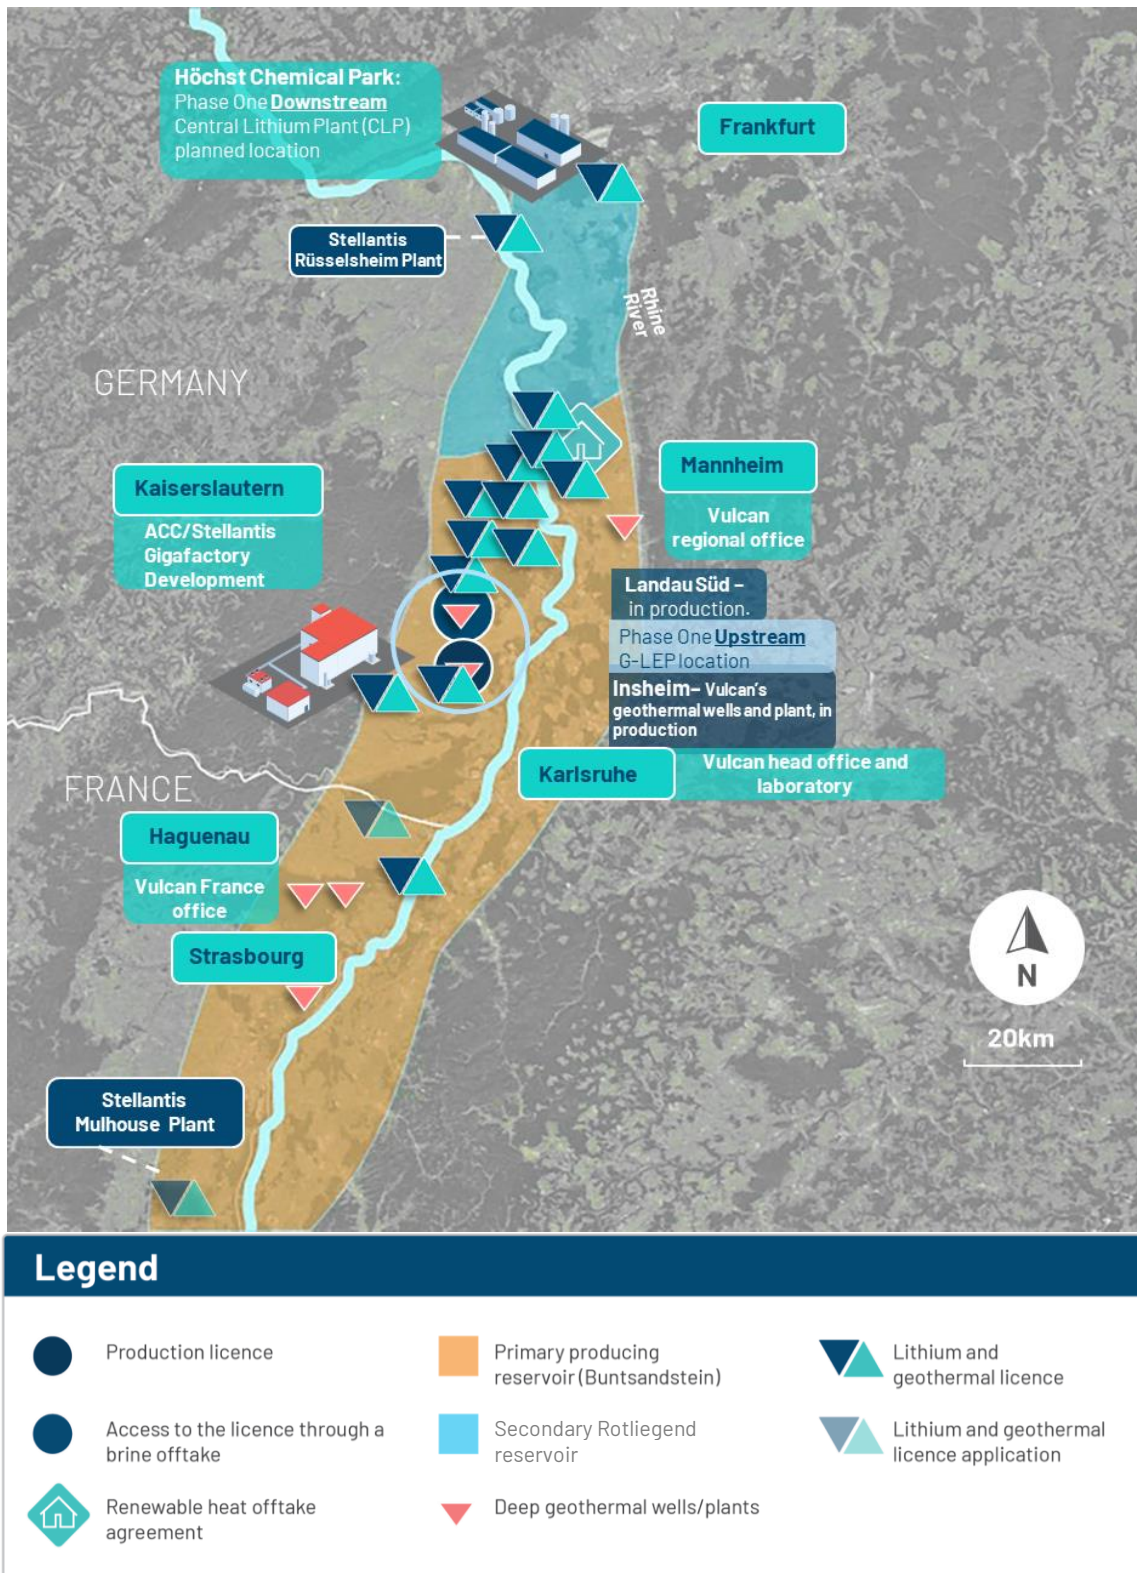 Höchst Chemical Park:
Phase One Downstream
Central Lithium Plant (CLP)
planned location
Frankfurt
Stellantis
Rüsselsheim Plant
Rhine
River
GERMANY
Kaiserslautern
ACC/Stellantis
Gigafactory
Development
Mannheim
Vulcan
regional office
Landau Süd –
in production.
Phase One Upstream
G-LEP location
Insheim– Vulcan's
geothermal wells and plant, in
production
Karlsruhe
Vulcan head office and
laboratory
FRANCE
Haguenau
Vulcan France
office
Strasbourg
N
20km
Stellantis
Mulhouse Plant
Legend
Production licence
Access to the licence through a
brine offtake
Renewable heat offtake
agreement
Primary producing
reservoir (Buntsandstein)
Secondary Rotliegend
reservoir
Deep geothermal wells/plants
Lithium and
geothermal licence
Lithium and geothermal
licence application